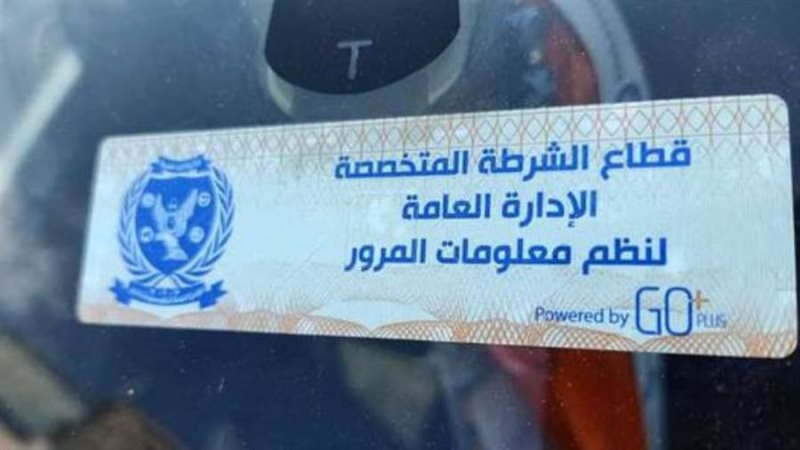 T
قطاع الشرطة المتخصصة
الإدارة العامة
لنظم معلومات المرور
Powered by GO+ PLUS